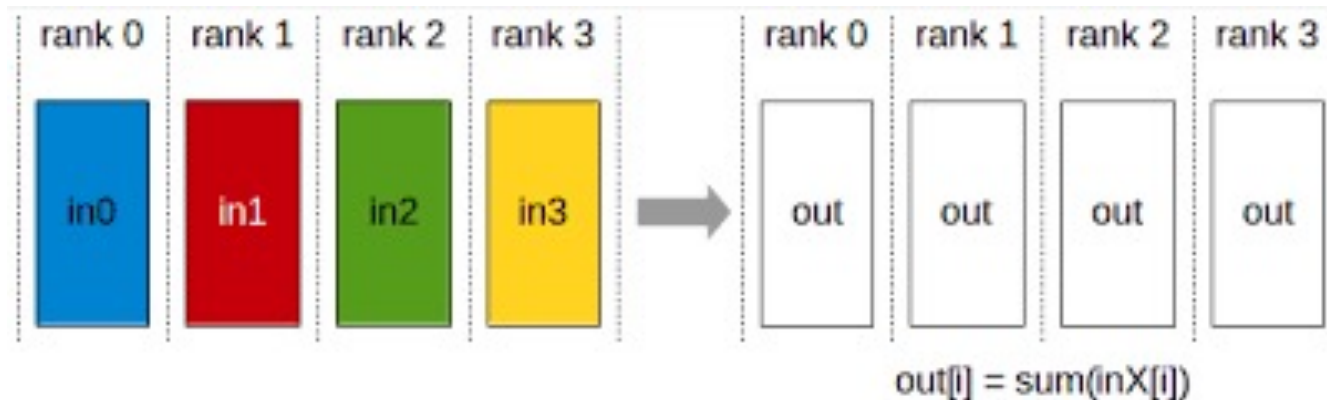 rank 0 rank 1 rank 2 rank 3 rank 0 rank 1 rank 2 rank 3
in0 in1 in2 in3 out out out out
out[i] = sum(inX[i])